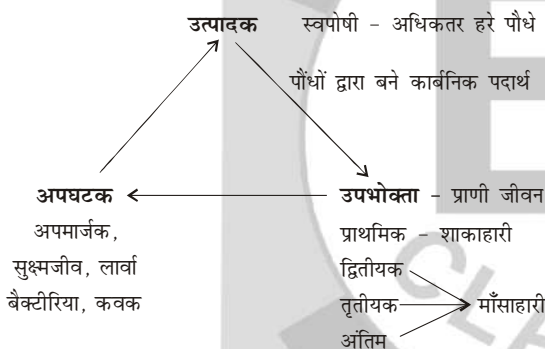 उत्पादक स्वपोषी – अधिकतर हरे पौधे
पौंधों द्वारा बने कार्बनिक पदार्थ
अपघटक उपभोक्ता – प्राणी जीवन
अपमार्जक, प्राथमिक – शाकाहारी
सुक्ष्मजीव, लार्वा द्वितीयक
बैक्टीरिया, कवक तृतीयक माँसाहारी
अंतिम